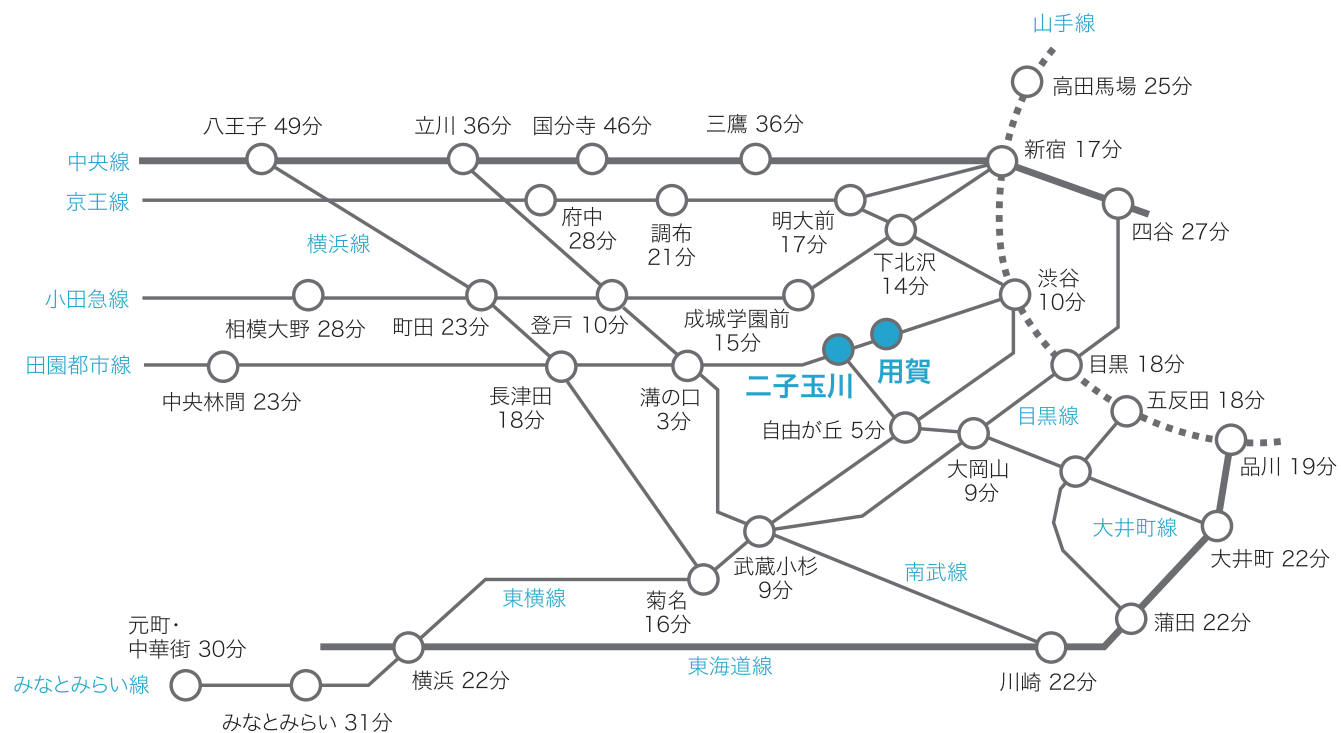 山手線
高田馬場 25分
八王子 49分
立川 36分
国分寺 46分
三鷹 36分
新宿 17分
中央線
京王線
府中
28分
調布
21分
明大前
17分
四谷 27分
横浜線
下北沢
14分
小田急線
相模大野 28分
町田 23分
登戸 10分
成城学園前
15分
渋谷
10分
田園都市線
中央林間 23分
長津田
18分
溝の口
3分
二子玉川
用賀
目黒 18分
自由が丘 5分
目黒線
五反田 18分
大岡山
9分
品川 19分
大井町線
大井町 22分
武蔵小杉
9分
南武線
東横線
菊名
16分
蒲田 22分
元町・
中華街 30分
東海道線
横浜 22分
川崎 22分
みなとみらい線
みなとみらい 31分